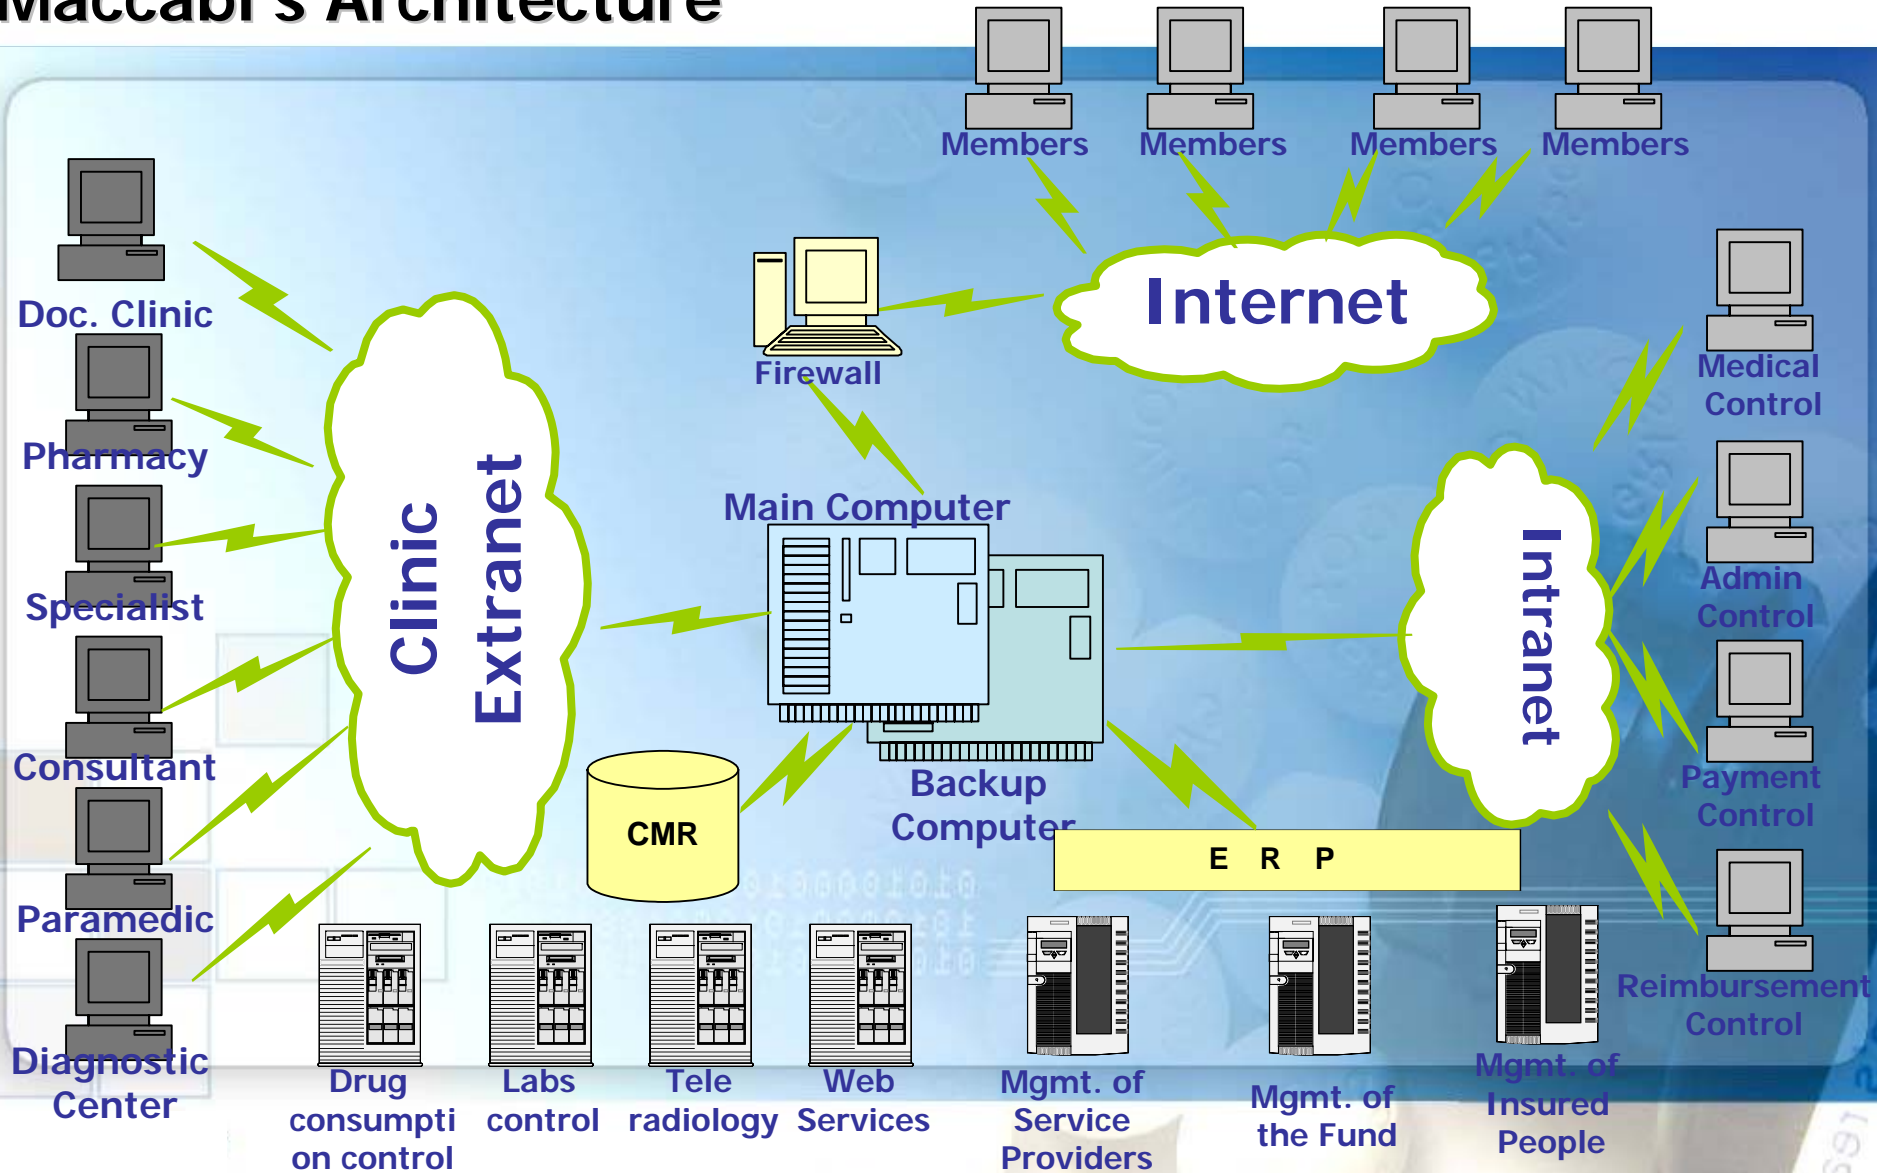 Maccabi's Architecture
Members
Members
Members
Members
Internet
Firewall
Doc. Clinic
Pharmacy
Specialist
Consultant
Paramedic
Diagnostic
Center
Clinic
Extranet
Main Computer
Backup
Computer
CMR
E R P
Intranet
Medical
Control
Admin
Control
Payment
Control
Reimbursement
Control
Drug
consumpti
on control
Labs
control
Tele
radiology
Web
Services
Mgmt. of
Service
Providers
Mgmt. of
the Fund
Mgmt. of
Insured
People